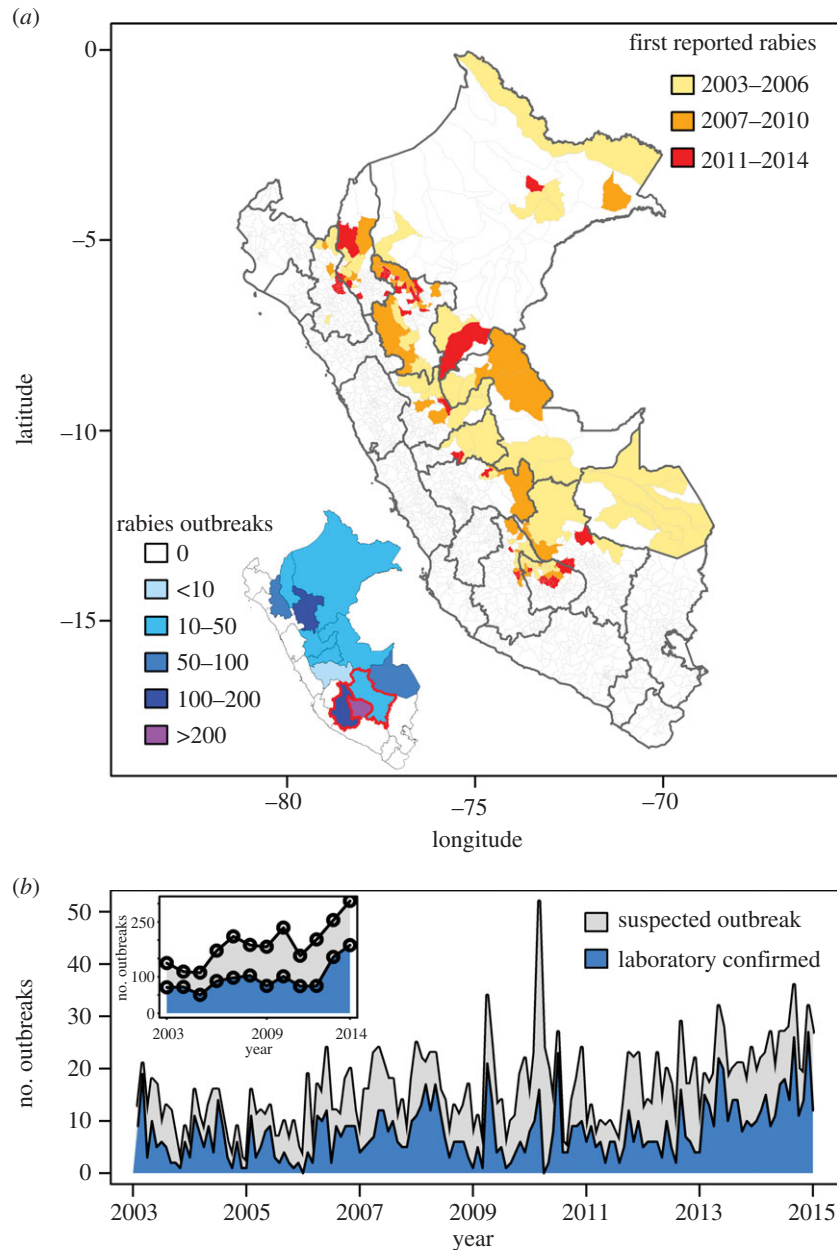 (a)
0
–5
–10
–15
latitude
first reported rabies
2003–2006
2007–2010
2011–2014
rabies outbreaks
0
<10
10–50
50–100
100–200
>200
–80
–75
–70
longitude
(b)
50
40
30
20
10
0
no. outbreaks
250
100
0
no. outbreaks
2003
2009
2014
year
suspected outbreak
laboratory confirmed
2003
2005
2007
2009
2011
2013
2015
year